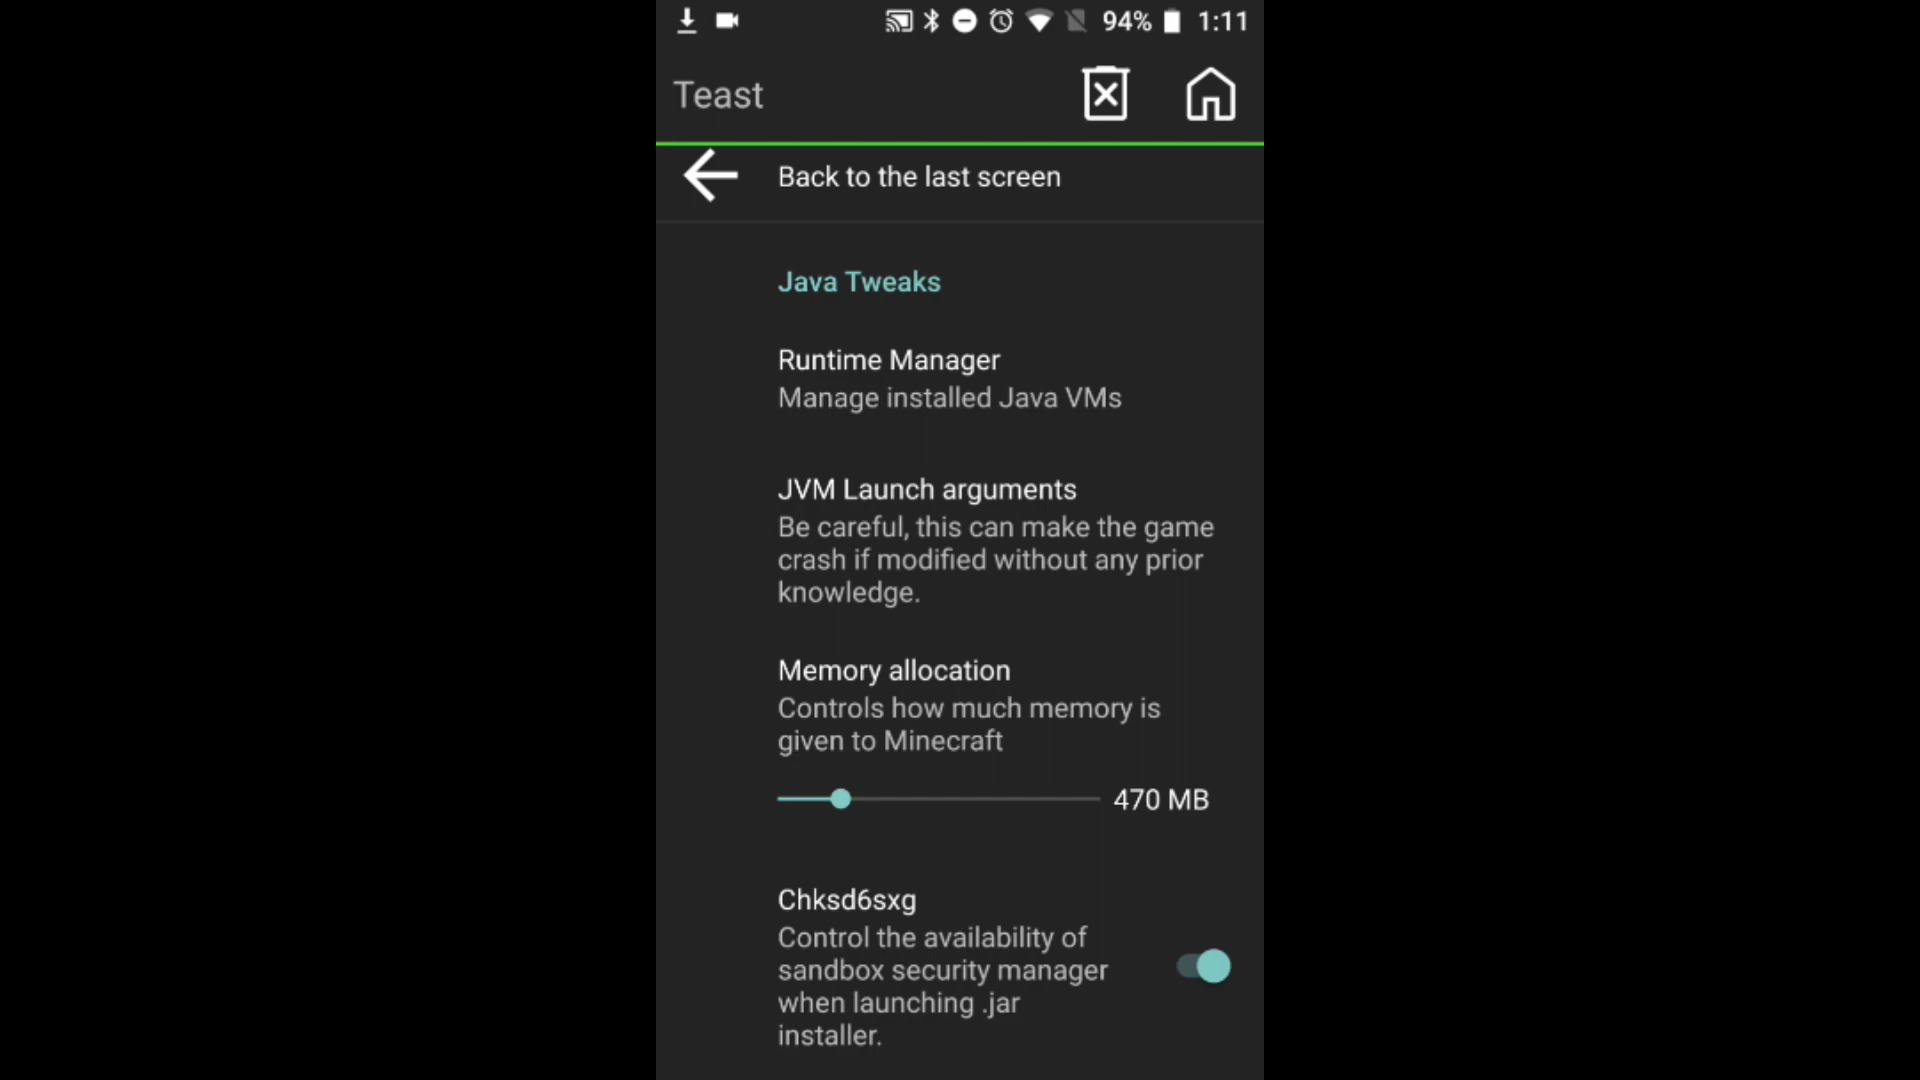 94% 1:11
Teast
Back to the last screen
Java Tweaks
Runtime Manager
Manage installed Java VMs
JVM Launch arguments
Be careful, this can make the game
crash if modified without any prior
knowledge.
Memory allocation
Controls how much memory is
given to Minecraft
470 MB
Chksd6sxg
Control the availability of
sandbox security manager
when launching .jar
installer.